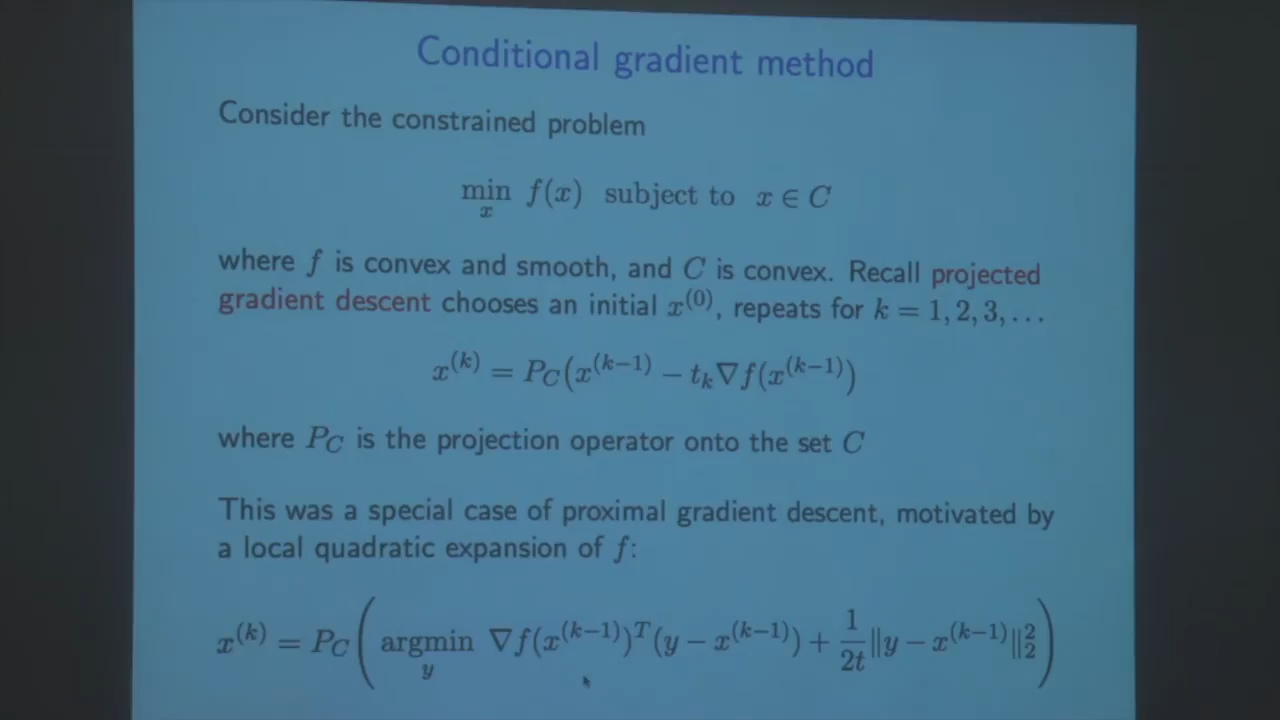 Conditional gradient method
Consider the constrained problem
min_x f(x) subject to x ∈ C
where f is convex and smooth, and C is convex. Recall projected
gradient descent chooses an initial x^(0), repeats for k = 1, 2, 3, . . .
x^(k) = P_C(x^(k−1) − t_k∇f(x^(k−1))
where P_C is the projection operator onto the set C
This was a special case of proximal gradient descent, motivated by
a local quadratic expansion of f:
x^(k) = P_C( argmin_y ∇f(x^(k−1))^T(y − x^(k−1)) + 1/2t ‖y − x^(k−1)‖_2^2 )